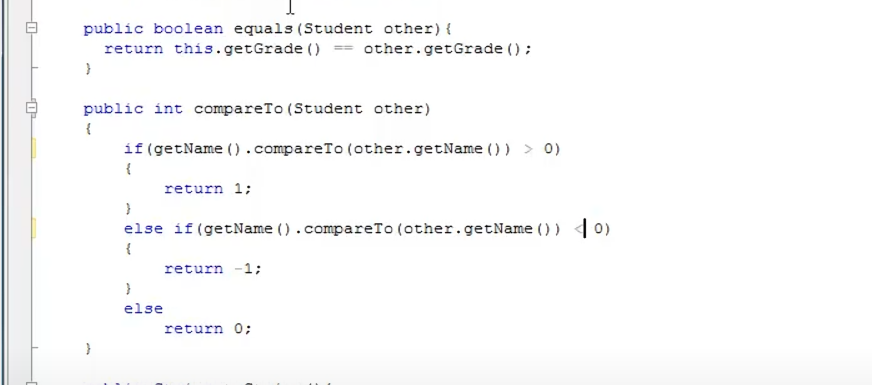 public boolean equals(Student other){
return this.getGrade() == other.getGrade();
}
public int compareTo(Student other)
{
if(getName().compareTo(other.getName()) > 0)
{
return 1;
}
else if(getName().compareTo(other.getName()) < 0)
{
return -1;
}
else
return 0;
}